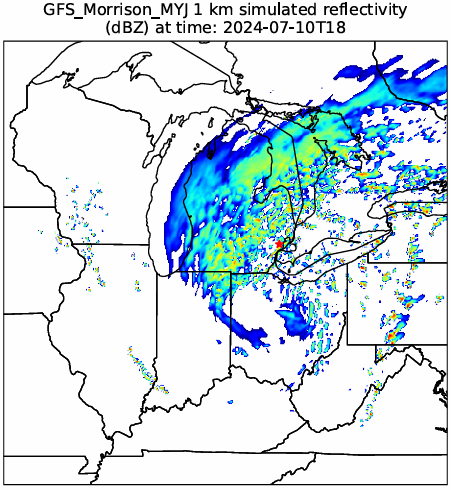 GFS_Morrison_MYJ 1 km simulated reflectivity
(dBZ) at time: 2024-07-10T18